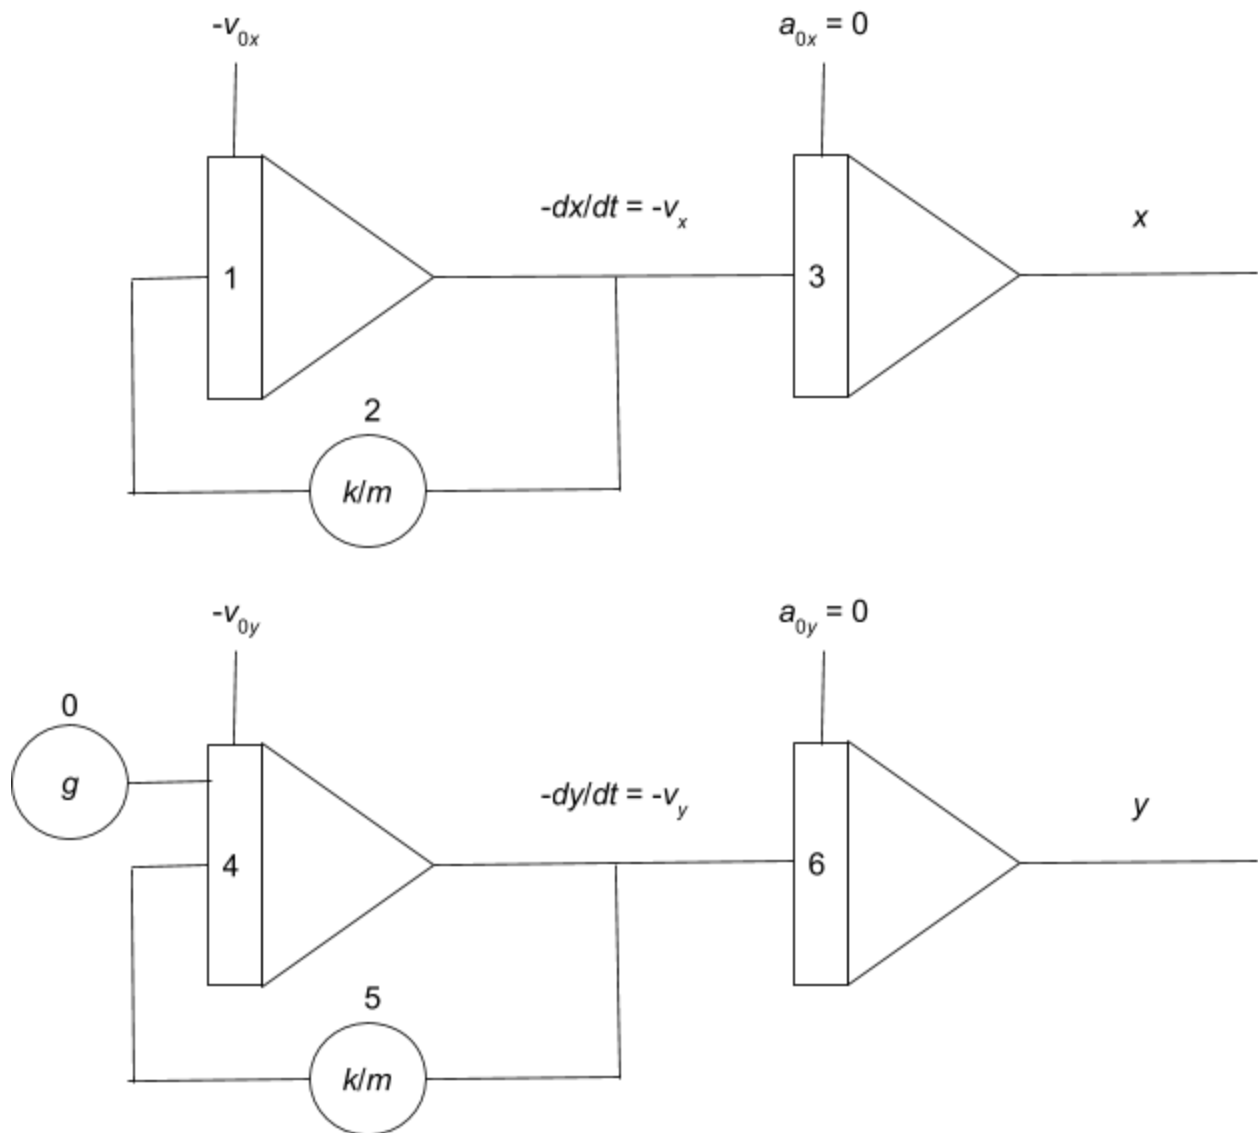 -v0x
a0x = 0
-dx/dt = -vx
x
1
3
2
k/m
-v0y
a0y = 0
0
g
-dy/dt = -vy
y
4
6
5
k/m